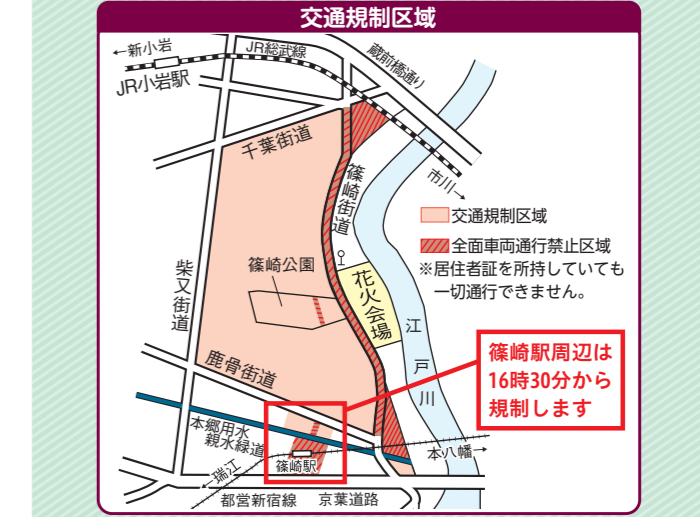 交通規制区域
←新小岩
JR総武線
蔵前橋通り
JR小岩駅
千葉街道
市川→
篠崎街道
交通規制区域
全面車両通行禁止区域
※居住者証を所持していても
一切通行できません。
篠崎公園
花火会場
柴又街道
江戸川
鹿骨街道
篠崎駅周辺は
16時30分から
規制します
本郷用水
親水緑道
篠崎駅
本八幡→
←瑞江
都営新宿線
京葉道路